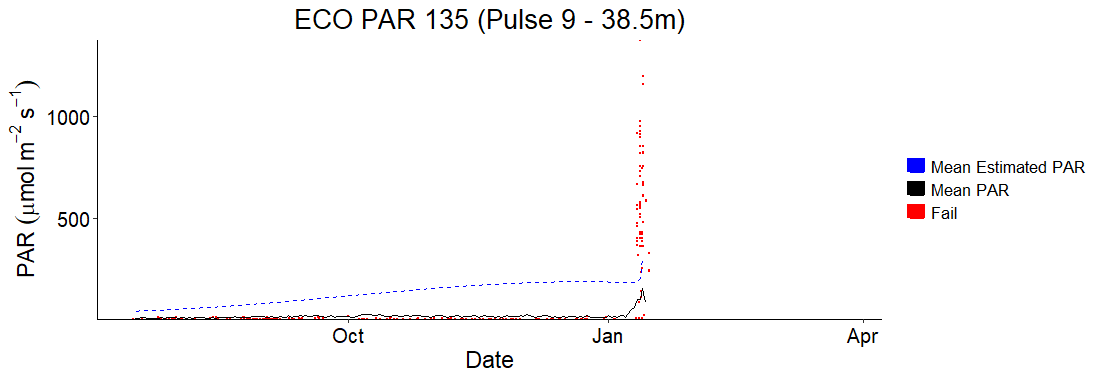 ECO PAR 135 (Pulse 9 - 38.5m)
PAR (μmol m⁻² s⁻¹)
1000
500
Oct
Jan
Apr
Date
Mean Estimated PAR
Mean PAR
Fail